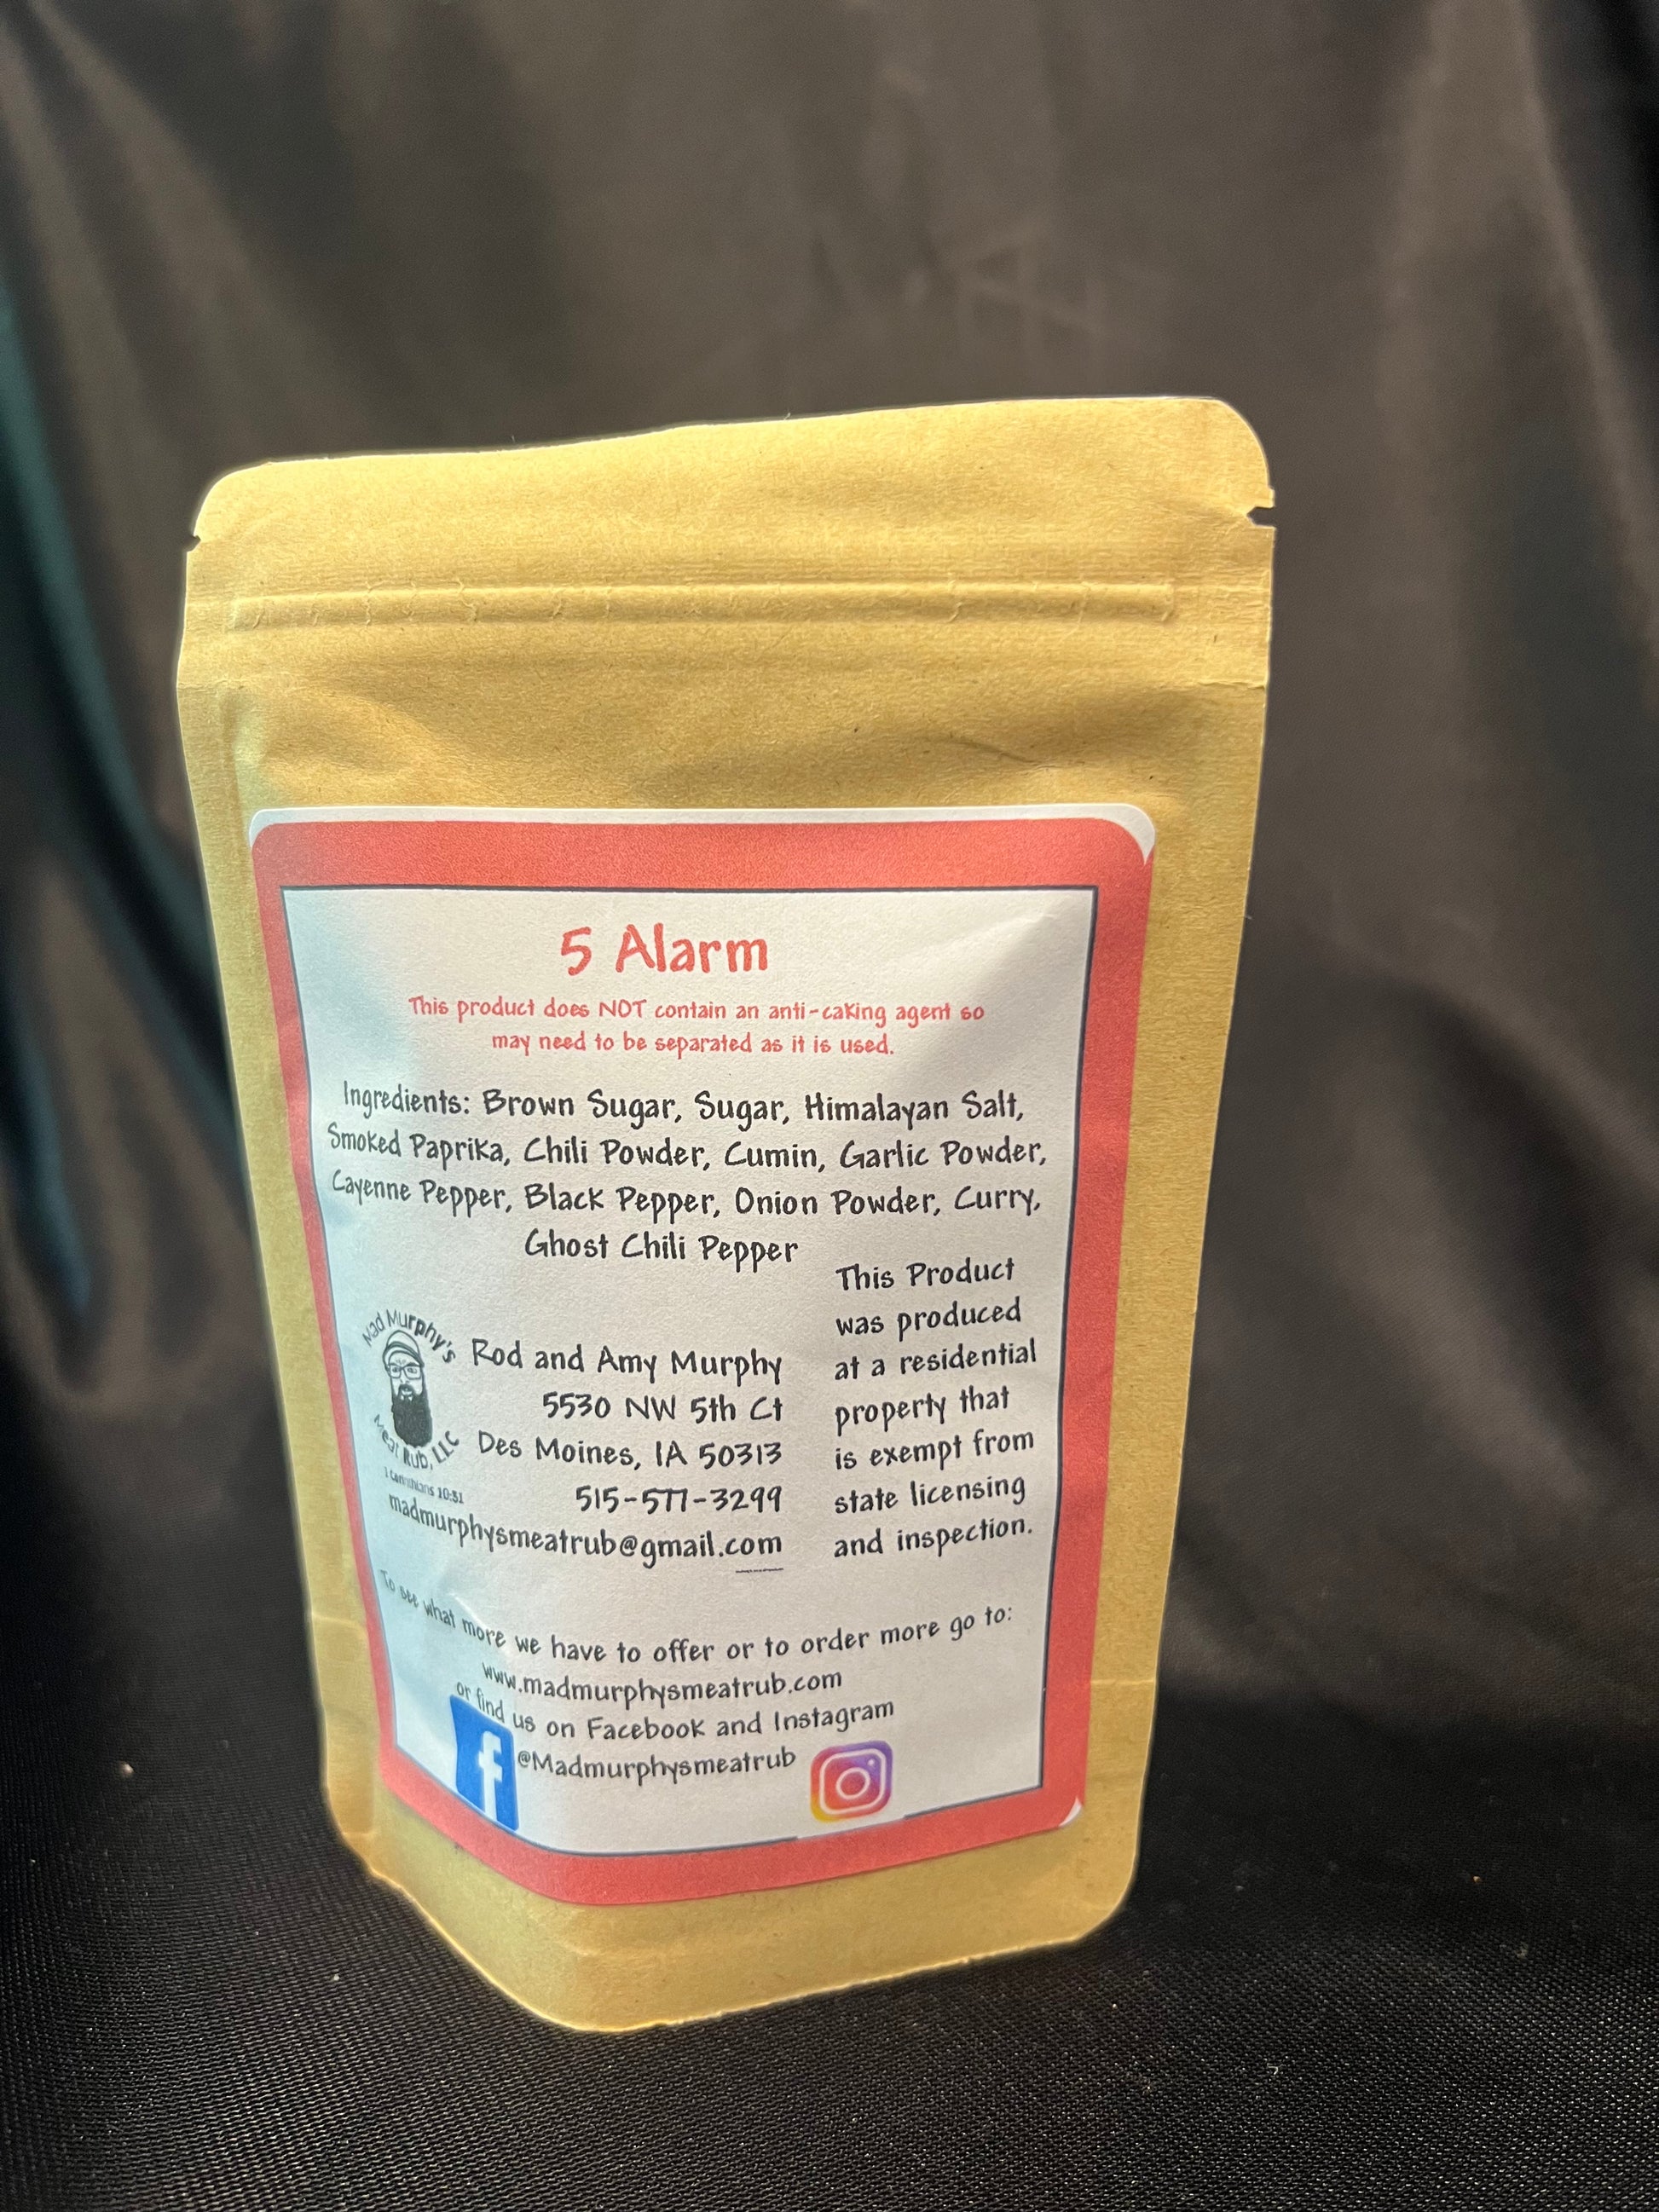 5 Alarm
This product does NOT contain an anti-caking agent so
may need to be separated as it is used.
Ingredients: Brown Sugar, Sugar, Himalayan Salt,
Smoked Paprika, Chili Powder, Cumin, Garlic Powder,
Cayenne Pepper, Black Pepper, Onion Powder, Curry,
Ghost Chili Pepper
Mad Murphy's
Meat Rub, LLC
1 Corinthians 10:31
Rod and Amy Murphy
5530 NW 5th Ct
Des Moines, IA 50313
515-577-3299
madmurphysmeatrub@gmail.com
This Product
was produced
at a residential
property that
is exempt from
state licensing
and inspection.
To see what more we have to offer or to order more go to:
www.madmurphysmeatrub.com
or find us on Facebook and Instagram
@Madmurphysmeatrub